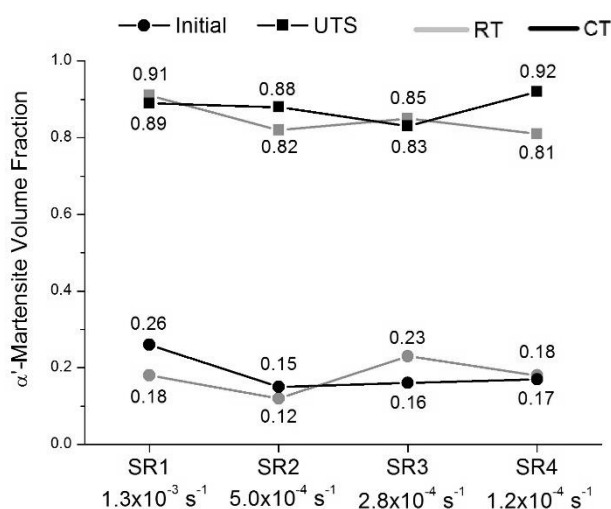 Initial UTS RT CT
α'-Martensite Volume Fraction
1.0
0.8
0.6
0.4
0.2
0.0
0.91 0.88 0.85 0.92
0.89 0.82 0.83 0.81
0.26 0.15 0.23 0.18
0.18 0.12 0.16 0.17
SR1 SR2 SR3 SR4
1.3x10⁻³ s⁻¹ 5.0x10⁻⁴ s⁻¹ 2.8x10⁻⁴ s⁻¹ 1.2x10⁻⁴ s⁻¹